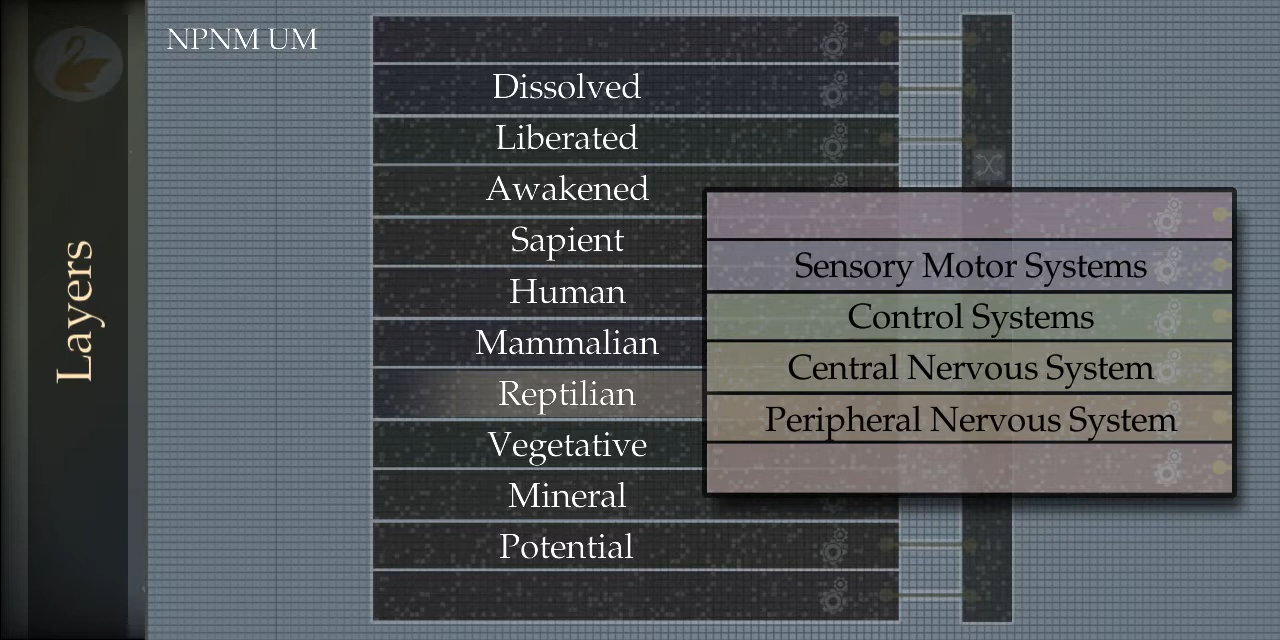 Layers
NPNM UM
Dissolved
Liberated
Awakened
Sapient
Human
Mammalian
Reptilian
Vegetative
Mineral
Potential
Sensory Motor Systems
Control Systems
Central Nervous System
Peripheral Nervous System